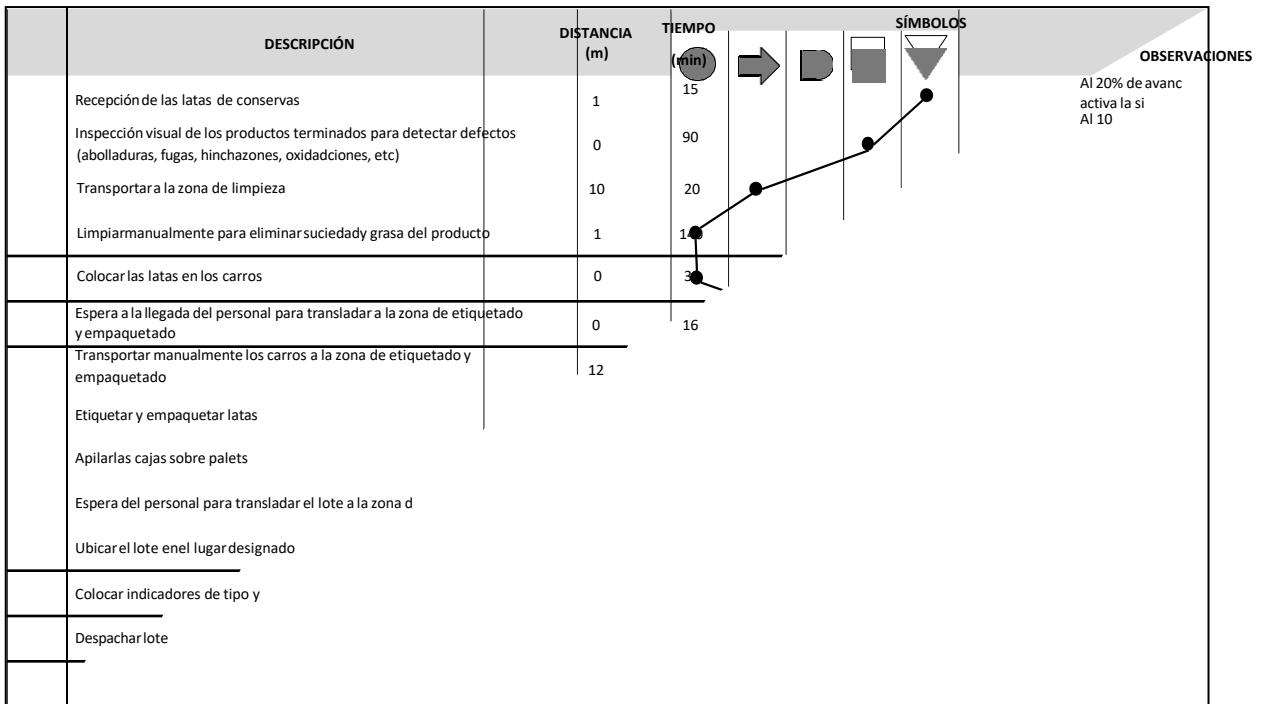 DESCRIPCIÓN
DISTANCIA
(m)
TIEMPO
(min)
SÍMBOLOS
OBSERVACIONES
Recepción de las latas de conservas
1
15
Al 20% de avanc
activa la si
Al 10
Inspección visual de los productos terminados para detectar defectos
(abolladuras, fugas, hinchazones, oxidadciones, etc)
0
90
Transportar a la zona de limpieza
10
20
Limpiar manualmente para eliminar suciedad y grasa del producto
1
Colocar las latas en los carros
0
Espera a la llegada del personal para transladar a la zona de etiquetado
y empaquetado
0
16
Transportar manualmente los carros a la zona de etiquetado y
empaquetado
12
Etiquetar y empaquetar latas
Apilar las cajas sobre palets
Espera del personal para transladar el lote a la zona d
Ubicar el lote en el lugar designado
Colocar indicadores de tipo y
Despachar lote